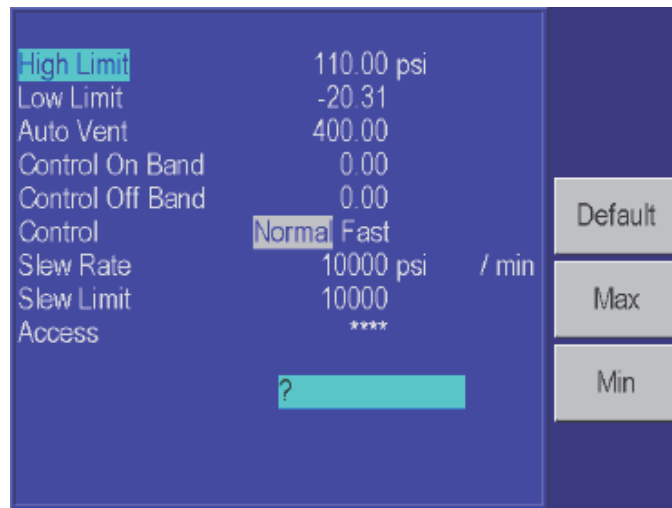 High Limit 110.00 psi
Low Limit -20.31
Auto Vent 400.00
Control On Band 0.00
Control Off Band 0.00
Control Normal Fast
Slew Rate 10000 psi / min
Slew Limit 10000
Access ****
?
Default
Max
Min